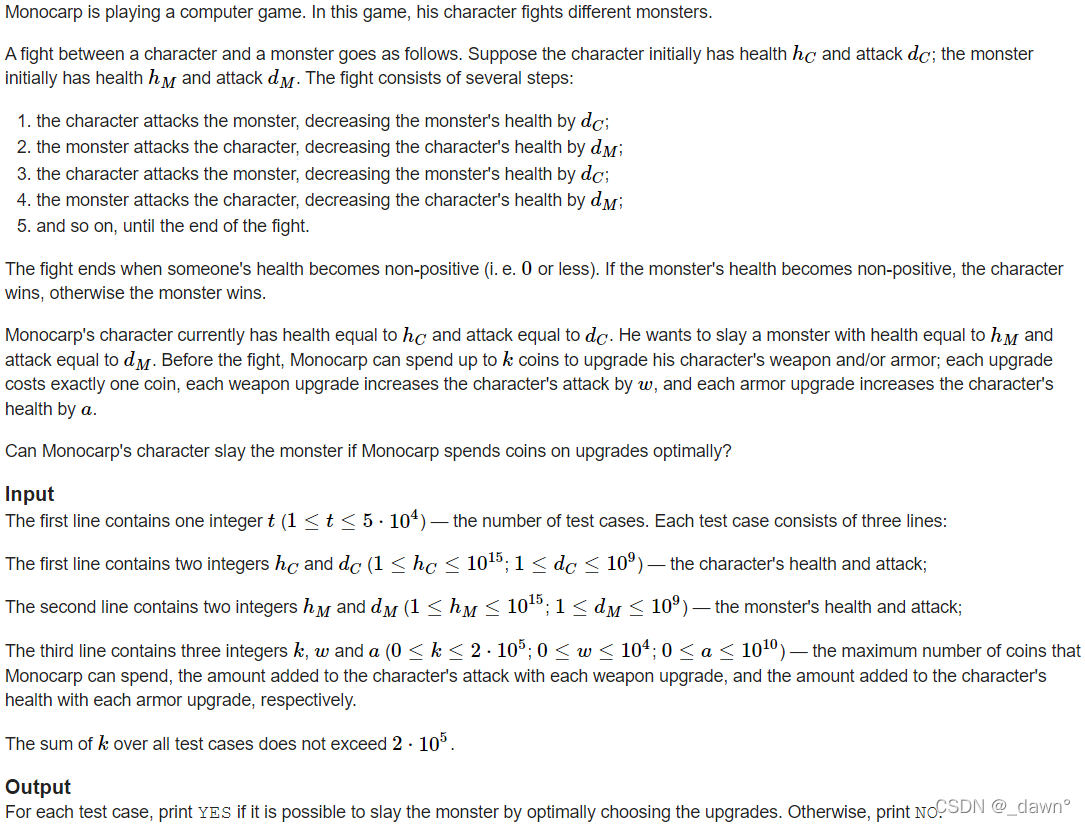 Monocarp is playing a computer game. In this game, his character fights different monsters.
A fight between a character and a monster goes as follows. Suppose the character initially has health h_C and attack d_C; the monster
initially has health h_M and attack d_M. The fight consists of several steps:
1. the character attacks the monster, decreasing the monster's health by d_C;
2. the monster attacks the character, decreasing the character's health by d_M;
3. the character attacks the monster, decreasing the monster's health by d_C;
4. the monster attacks the character, decreasing the character's health by d_M;
5. and so on, until the end of the fight.
The fight ends when someone's health becomes non-positive (i. e. 0 or less). If the monster's health becomes non-positive, the character
wins, otherwise the monster wins.
Monocarp's character currently has health equal to h_C and attack equal to d_C. He wants to slay a monster with health equal to h_M and
attack equal to d_M. Before the fight, Monocarp can spend up to k coins to upgrade his character's weapon and/or armor; each upgrade
costs exactly one coin, each weapon upgrade increases the character's attack by w, and each armor upgrade increases the character's
health by a.
Can Monocarp's character slay the monster if Monocarp spends coins on upgrades optimally?
Input
The first line contains one integer t (1 ≤ t ≤ 5 · 10^4) — the number of test cases. Each test case consists of three lines:
The first line contains two integers h_C and d_C (1 ≤ h_C ≤ 10^15; 1 ≤ d_C ≤ 10^9) — the character's health and attack;
The second line contains two integers h_M and d_M (1 ≤ h_M ≤ 10^15; 1 ≤ d_M ≤ 10^9) — the monster's health and attack;
The third line contains three integers k, w and a (0 ≤ k ≤ 2 · 10^5; 0 ≤ w ≤ 10^4; 0 ≤ a ≤ 10^10) — the maximum number of coins that
Monocarp can spend, the amount added to the character's attack with each weapon upgrade, and the amount added to the character's
health with each armor upgrade, respectively.
The sum of k over all test cases does not exceed 2 · 10^5.
Output
For each test case, print YES if it is possible to slay the monster by optimally choosing the upgrades. Otherwise, print NO.
CSDN @_dawn°